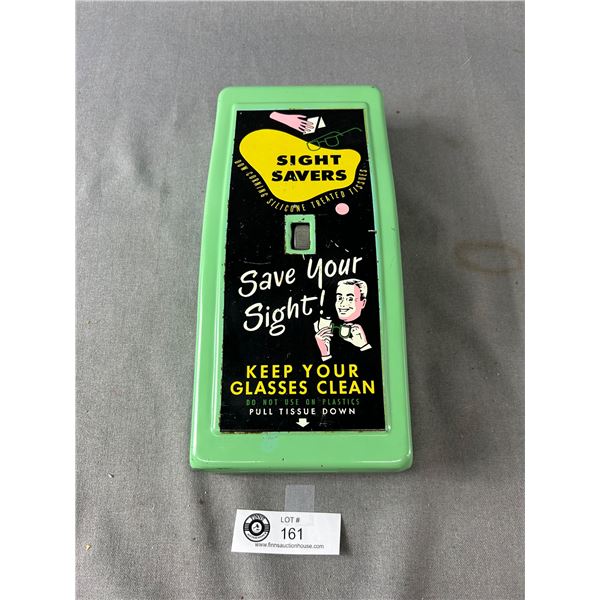 SIGHT
SAVERS
DOW CORNING SILICONE TREATED TISSUES
Save Your
Sight!
KEEP YOUR
GLASSES CLEAN
DO NOT USE ON PLASTICS
PULL TISSUE DOWN
LOT #
161
www.finnsauctionhouse.com